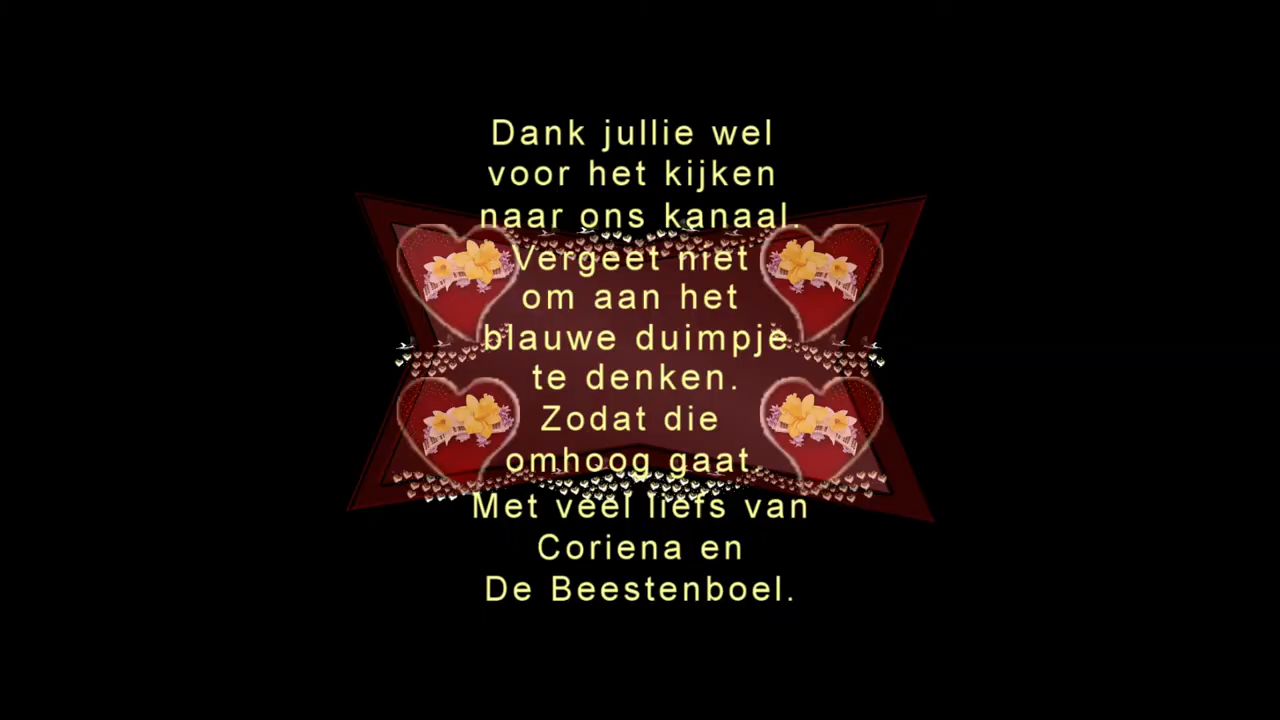 Dank jullie wel
voor het kijken
naar ons kanaal.
Vergeet niet
om aan het
blauwe duimpje
te denken.
Zodat die
omhoog gaat.
Met veel liefs van
Coriena en
De Beestenboel.